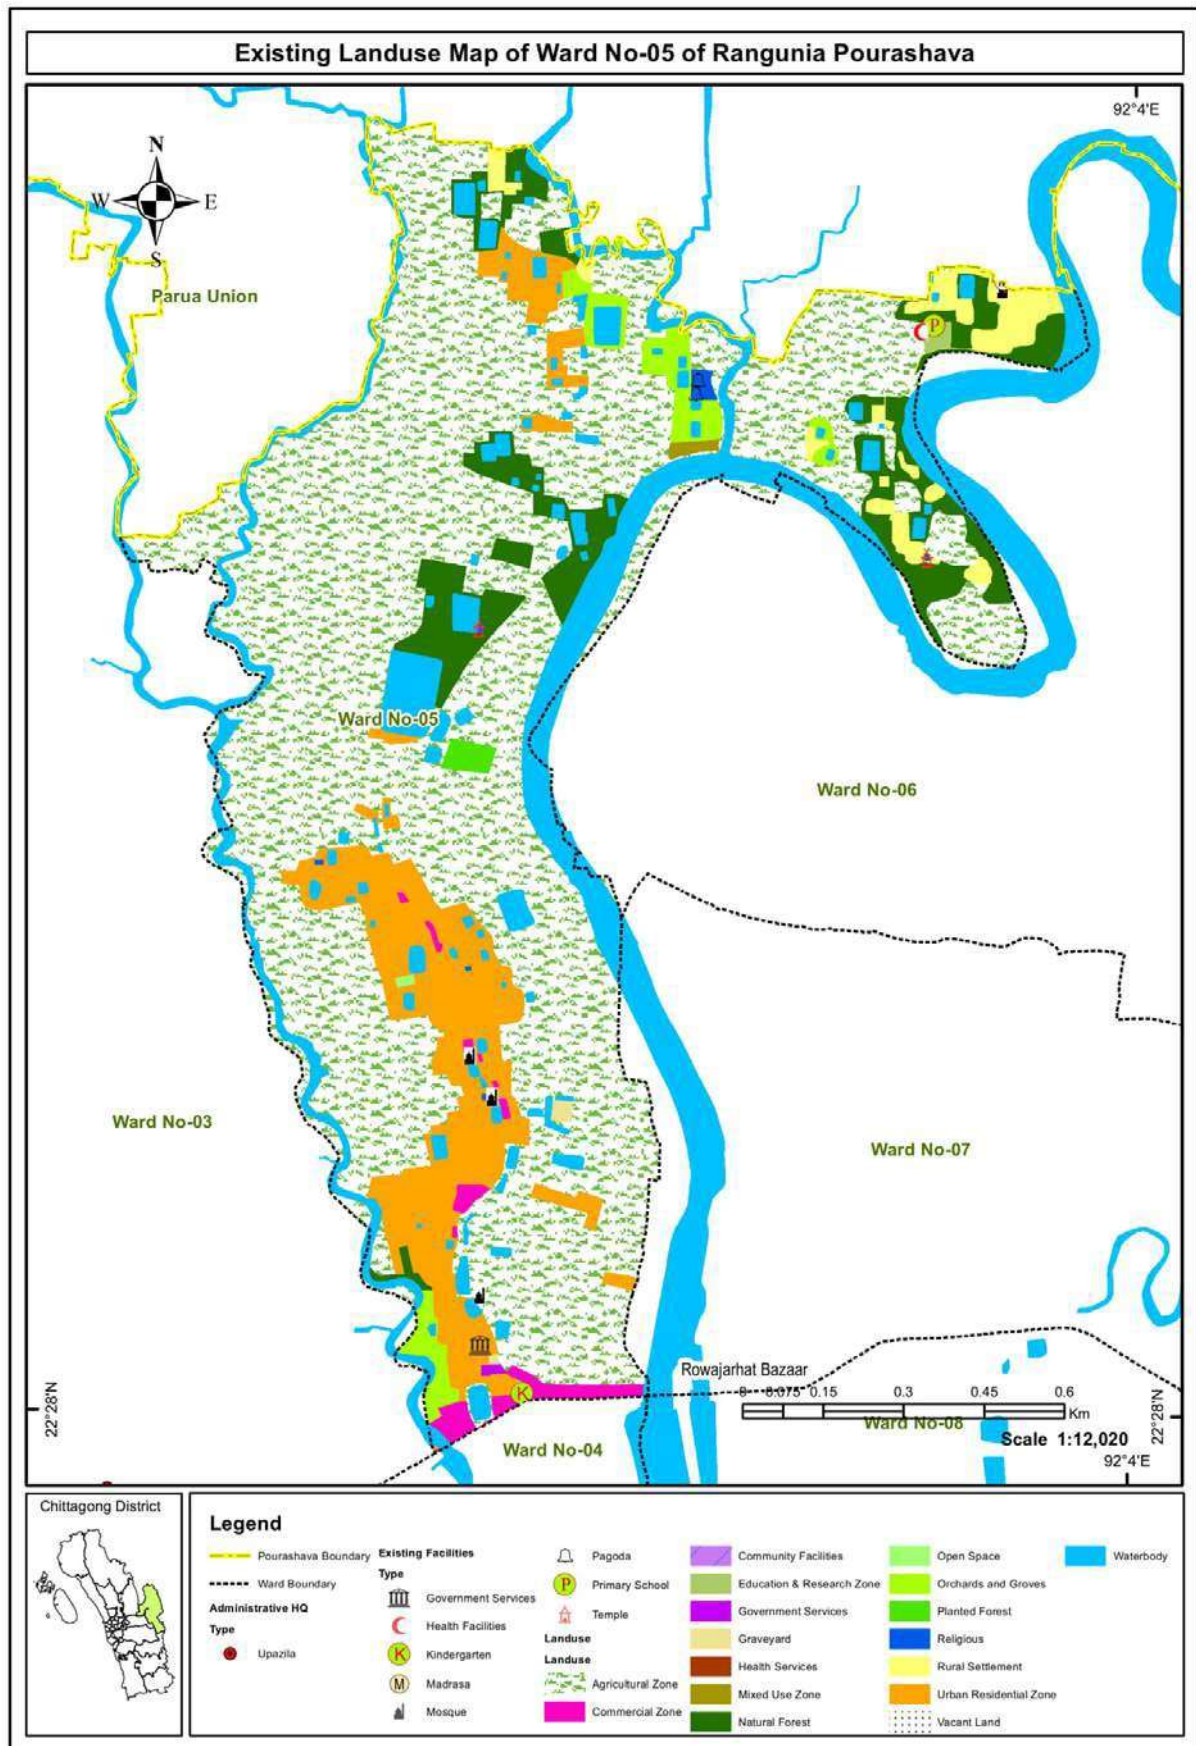 Existing Landuse Map of Ward No-05 of Rangunia Pourashava
92°4'E
N
W E
S
Parua Union
P
Ward No-05
Ward No-06
Ward No-03
Ward No-07
Rowajarhat Bazaar
K
0 0.075 0.15 0.3 0.45 0.6
Km
Ward No-08
Scale 1:12,020
Ward No-04
22°28'N
22°28'N
92°4'E
Chittagong District
Legend
Pourashava Boundary
Ward Boundary
Administrative HQ
Type
Upazila
Existing Facilities
Type
Government Services
Health Facilities
K Kindergarten
M Madrasa
Mosque
Pagoda
P Primary School
Temple
Landuse
Landuse
Agricultural Zone
Commercial Zone
Community Facilities
Education & Research Zone
Government Services
Graveyard
Health Services
Mixed Use Zone
Natural Forest
Open Space
Orchards and Groves
Planted Forest
Religious
Rural Settlement
Urban Residential Zone
Vacant Land
Waterbody